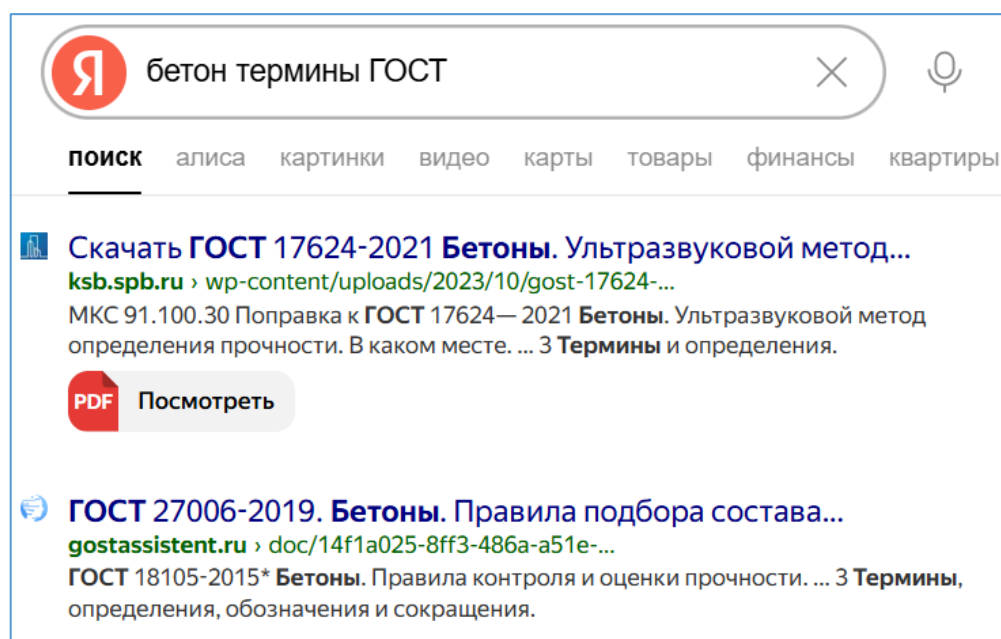 Я бетон термины ГОСТ
поиск алиса картинки видео карты товары финансы квартиры
Скачать ГОСТ 17624-2021 Бетоны. Ультразвуковой метод...
ksb.spb.ru › wp-content/uploads/2023/10/gost-17624-...
МКС 91.100.30 Поправка к ГОСТ 17624— 2021 Бетоны. Ультразвуковой метод
определения прочности. В каком месте. ... 3 Термины и определения.
PDF Посмотреть
ГОСТ 27006-2019. Бетоны. Правила подбора состава...
gostassistent.ru › doc/14f1a025-8ff3-486a-a51e-...
ГОСТ 18105-2015* Бетоны. Правила контроля и оценки прочности. ... 3 Термины,
определения, обозначения и сокращения.